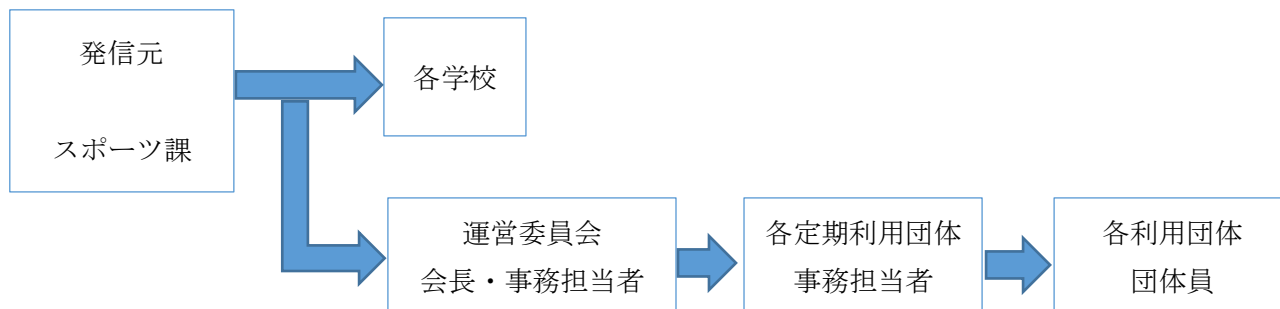 発信元
スポーツ課
各学校
運営委員会
会長・事務担当者
各定期利用団体
事務担当者
各利用団体
団体員